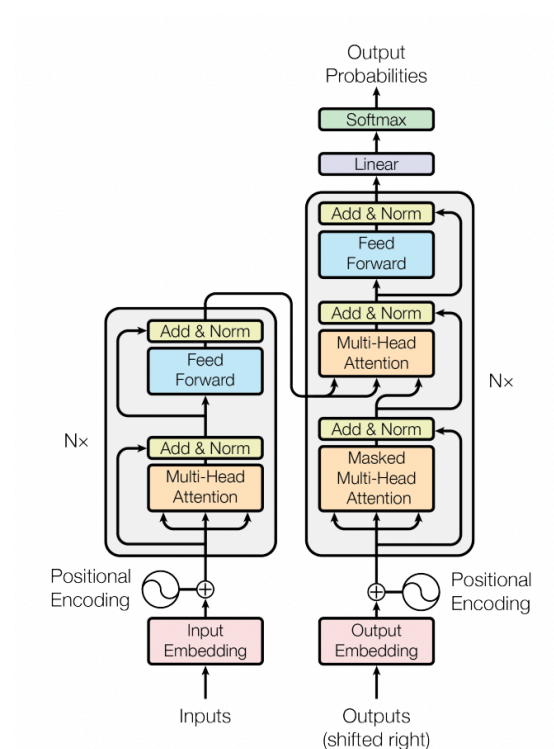 Output
Probabilities
Softmax
Linear
Add & Norm
Feed
Forward
Add & Norm
Multi-Head
Attention
Add & Norm
Masked
Multi-Head
Attention
Nx
Add & Norm
Feed
Forward
Add & Norm
Multi-Head
Attention
Nx
Positional
Encoding
Positional
Encoding
Input
Embedding
Output
Embedding
Inputs
Outputs
(shifted right)